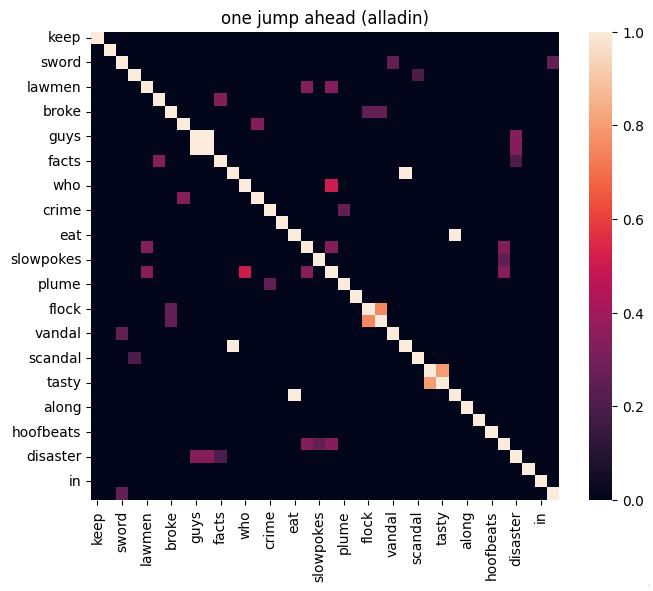 one jump ahead (alladin)
keep
sword
lawmen
broke
guys
facts
who
crime
eat
slowpokes
plume
flock
vandal
scandal
tasty
along
hoofbeats
disaster
in
keep
sword
lawmen
broke
guys
facts
who
crime
eat
slowpokes
plume
flock
vandal
scandal
tasty
along
hoofbeats
disaster
in
1.0
0.8
0.6
0.4
0.2
0.0